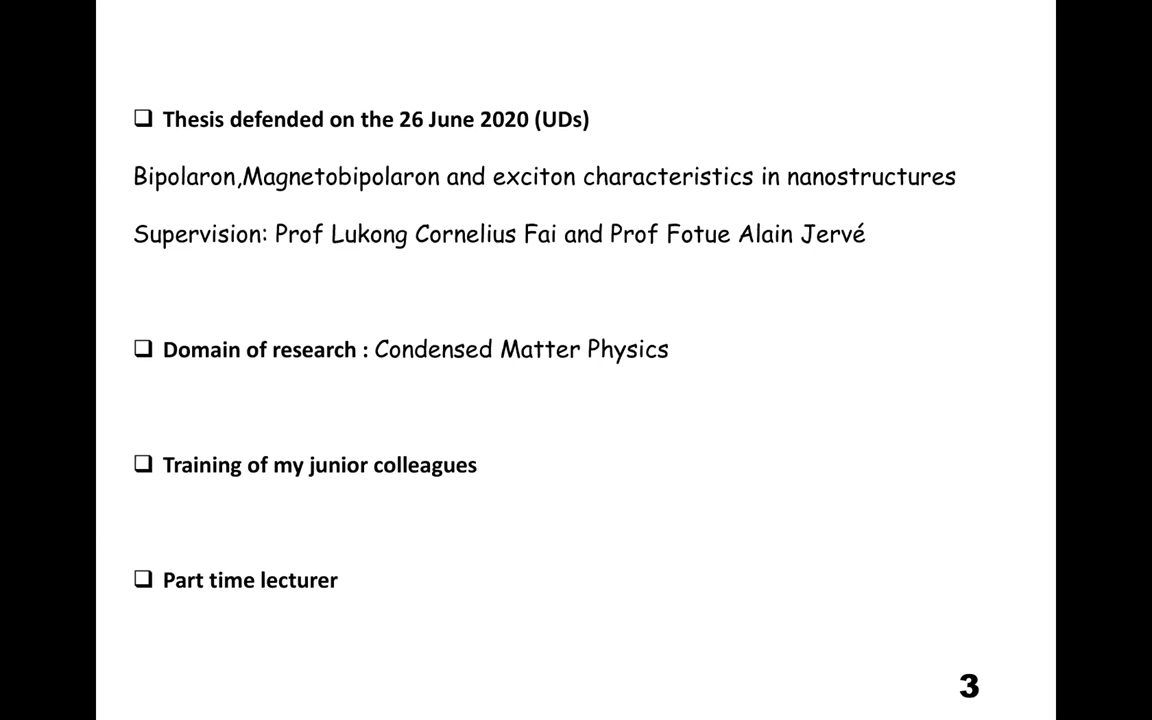 ❑ Thesis defended on the 26 June 2020 (UDs)
Bipolaron,Magnetobipolaron and exciton characteristics in nanostructures
Supervision: Prof Lukong Cornelius Fai and Prof Fotue Alain Jervé
❑ Domain of research : Condensed Matter Physics
❑ Training of my junior colleagues
❑ Part time lecturer
3